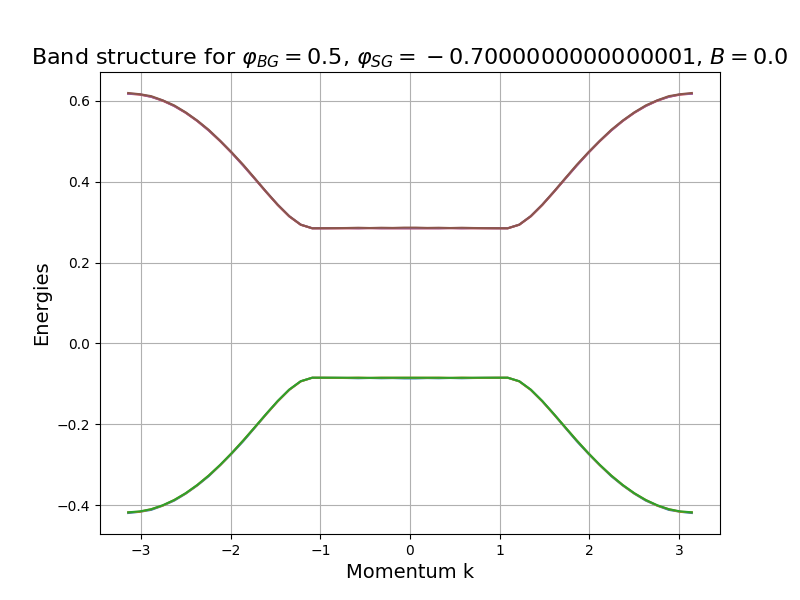 Band structure for φ_BG = 0.5, φ_SG = −0.7000000000000001, B = 0.0
Energies
0.6
0.4
0.2
0.0
−0.2
−0.4
−3 −2 −1 0 1 2 3
Momentum k